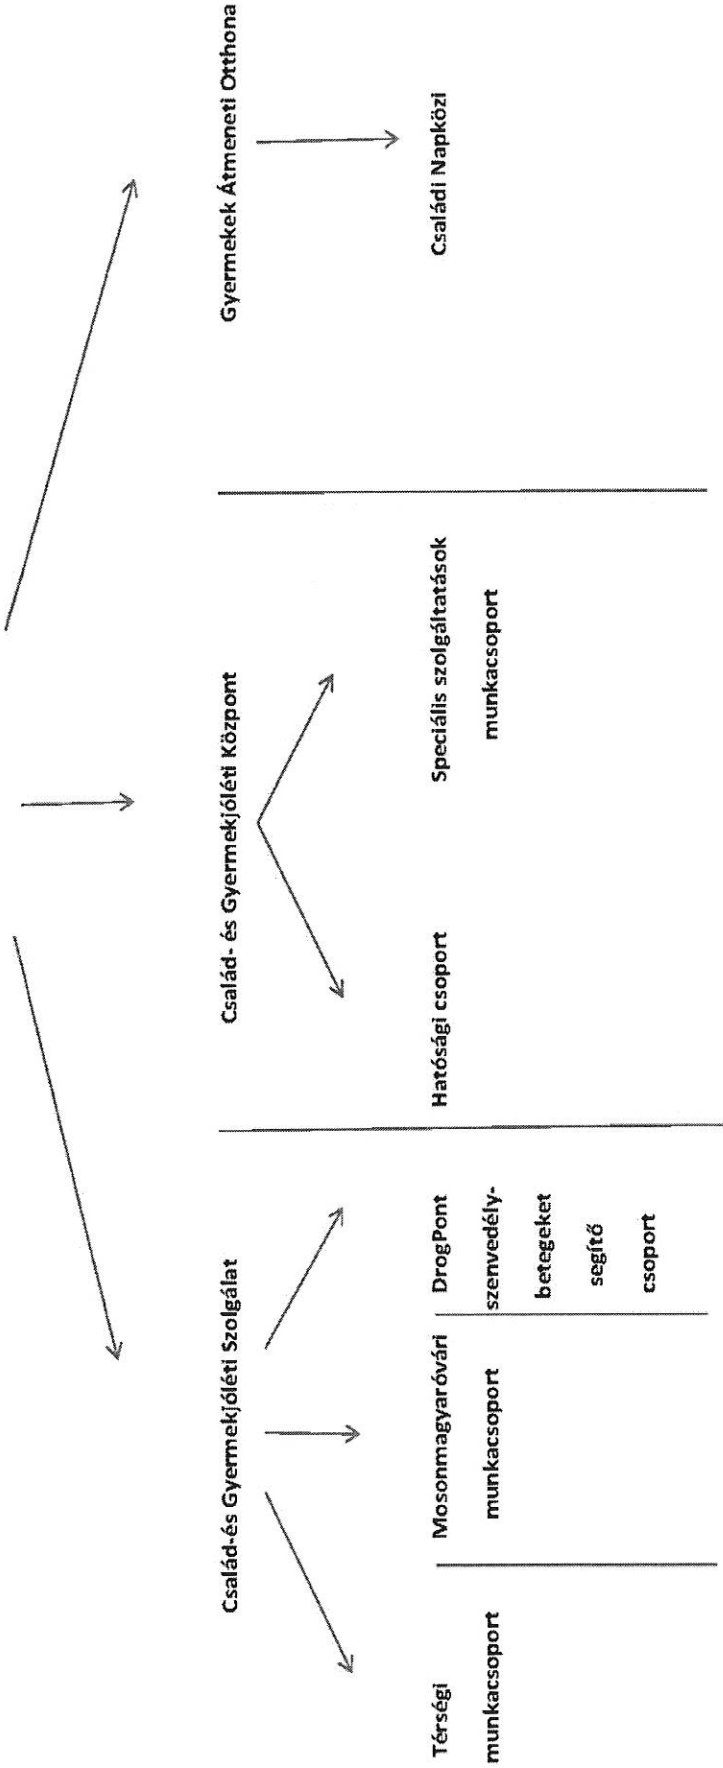 Család-és Gyermekjóléti Szolgálat
Család- és Gyermekjóléti Központ
Gyermekek Átmeneti Otthona
Térségi
munkacsoport
Mosonmagyaróvári
munkacsoport
DrogPont
szenvedély-
betegeket
segítő
csoport
Hatósági csoport
Speciális szolgáltatások
munkacsoport
Családi Napközi